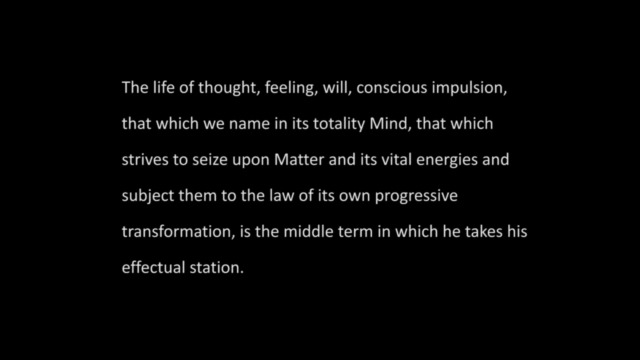 The life of thought, feeling, will, conscious impulsion,
that which we name in its totality Mind, that which
strives to seize upon Matter and its vital energies and
subject them to the law of its own progressive
transformation, is the middle term in which he takes his
effectual station.